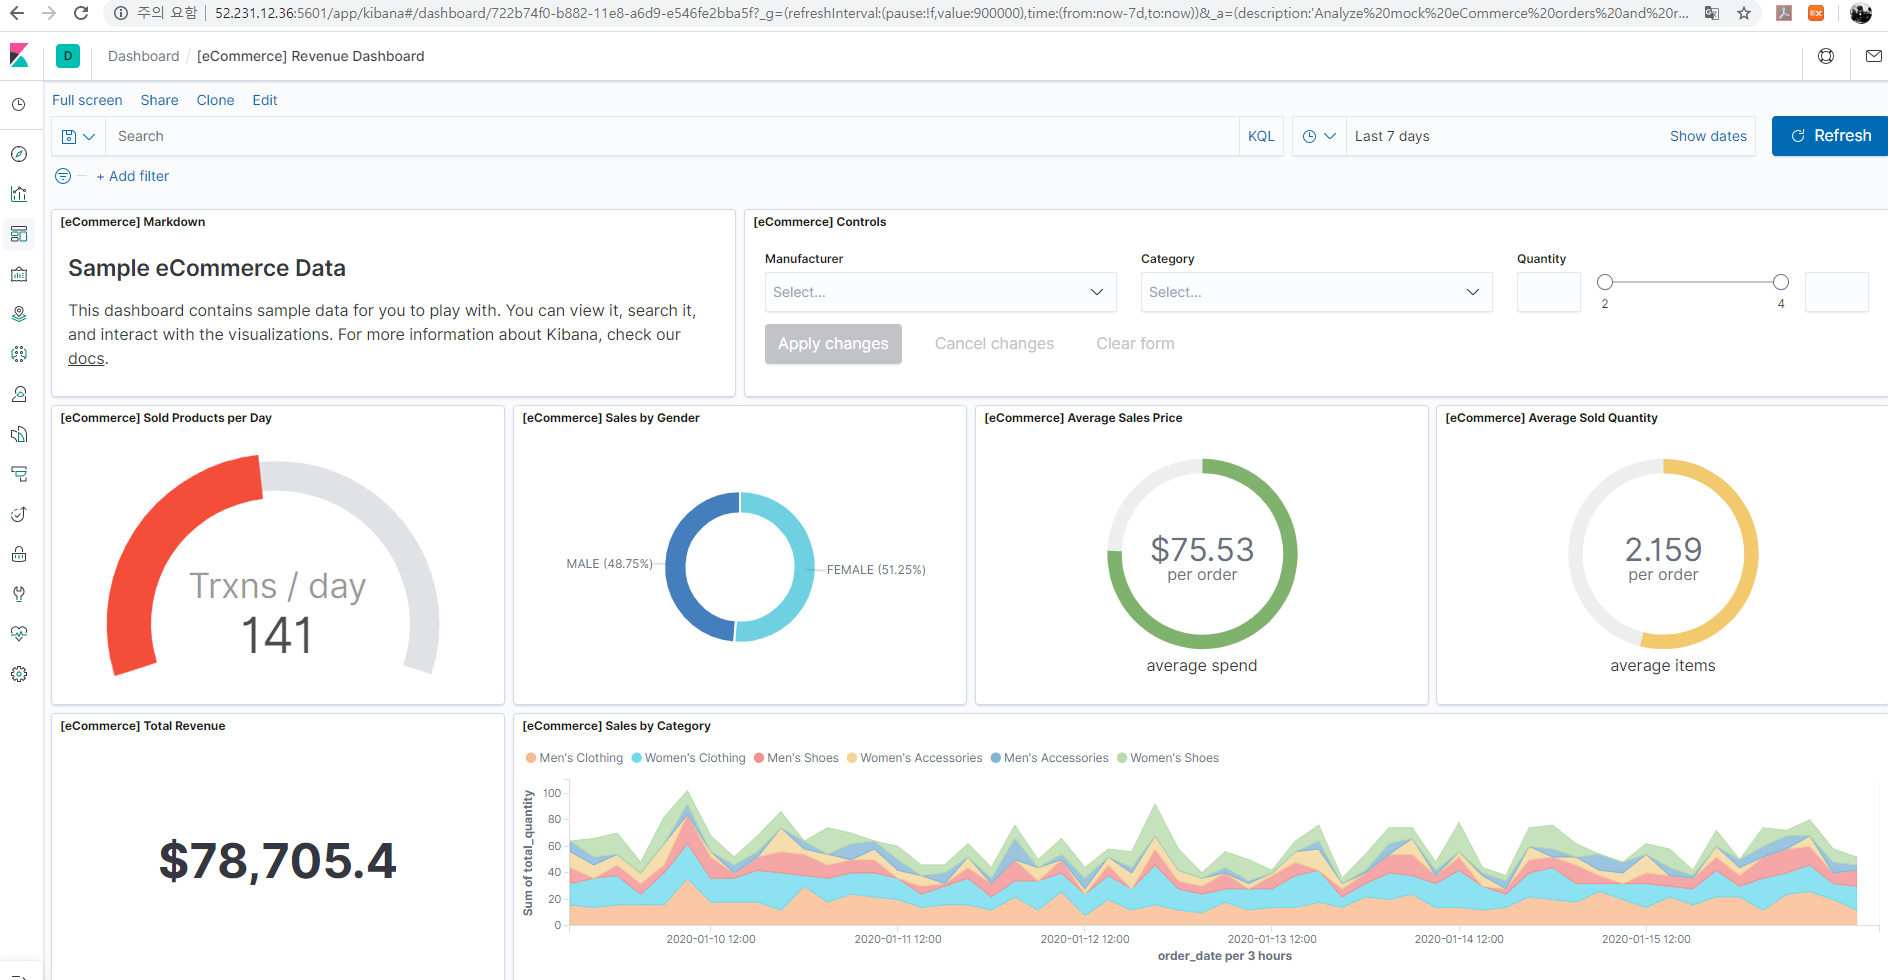 주의 요함 52.231.12.36:5601/app/kibana#/dashboard/722b74f0-b882-11e8-a6d9-e546fe2bba5f?_g=(refreshInterval:(pause:!f,value:900000),time:(from:now-7d,to:now))&_a=(description:'Analyze%20mock%20eCommerce%20orders%20and%20r...
D Dashboard / [eCommerce] Revenue Dashboard
Full screen Share Clone Edit
Search KQL Last 7 days Show dates Refresh
+ Add filter
[eCommerce] Markdown
Sample eCommerce Data
This dashboard contains sample data for you to play with. You can view it, search it,
and interact with the visualizations. For more information about Kibana, check our
docs.
[eCommerce] Controls
Manufacturer Category Quantity
Select... Select...
2 4
Apply changes Cancel changes Clear form
[eCommerce] Sold Products per Day
Trxns / day
141
[eCommerce] Sales by Gender
MALE (48.75%)
FEMALE (51.25%)
[eCommerce] Average Sales Price
$75.53
per order
average spend
[eCommerce] Average Sold Quantity
2.159
per order
average items
[eCommerce] Total Revenue
$78,705.4
[eCommerce] Sales by Category
Men's Clothing Women's Clothing Men's Shoes Women's Accessories Men's Accessories Women's Shoes
Sum of total_quantity
100
80
60
40
20
0
2020-01-10 12:00 2020-01-11 12:00 2020-01-12 12:00 2020-01-13 12:00 2020-01-14 12:00 2020-01-15 12:00
order_date per 3 hours